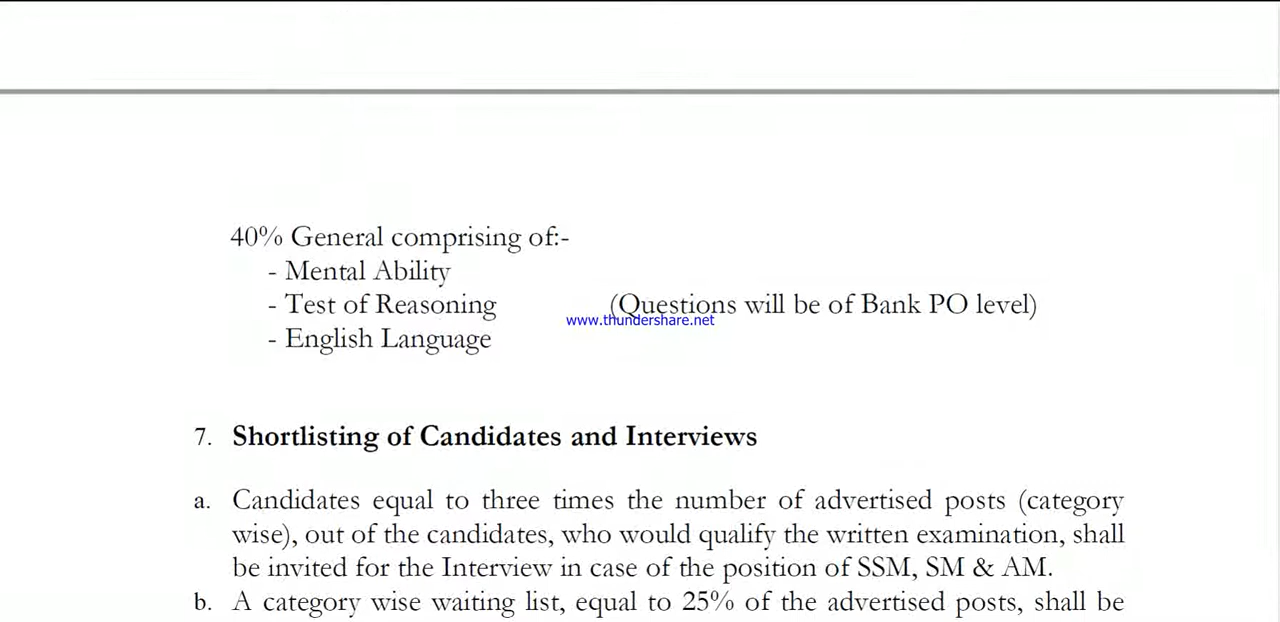 40% General comprising of:-
- Mental Ability
- Test of Reasoning (Questions will be of Bank PO level)
www.thundershare.net
- English Language
7. Shortlisting of Candidates and Interviews
a. Candidates equal to three times the number of advertised posts (category
wise), out of the candidates, who would qualify the written examination, shall
be invited for the Interview in case of the position of SSM, SM & AM.
b. A category wise waiting list, equal to 25% of the advertised posts, shall be